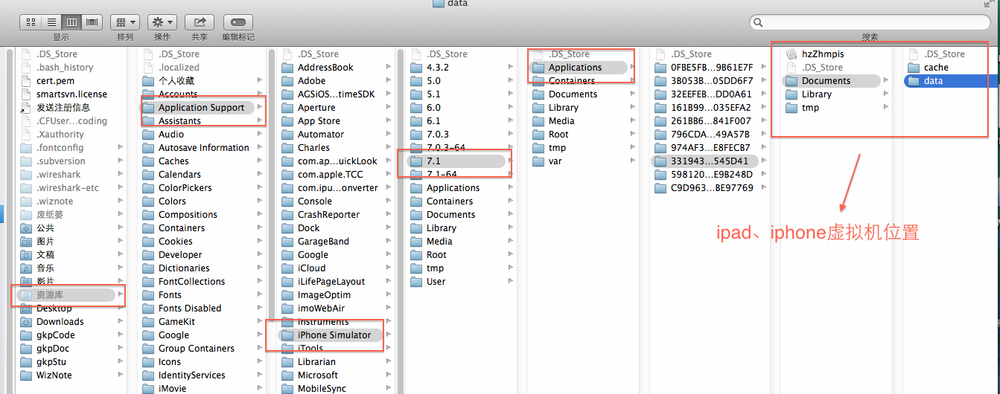 data
显示
排列
操作
共享
编辑标记
搜索
.DS_Store
.bash_history
cert.pem
smartsvn.license
发送注册信息
.CFUser...coding
.Xauthority
.fontconfig
.subversion
.wireshark
.wireshark-etc
.wiznote
废纸篓
公共
图片
文稿
音乐
影片
资源库
Desktop
Downloads
gkpCode
gkpDoc
gkpStu
WizNote
.DS_Store
.localized
个人收藏
Accounts
Application Support
Assistants
Audio
Autosave Information
Caches
Calendars
ColorPickers
Colors
Compositions
Containers
Cookies
Developer
Dictionaries
FontCollections
Fonts
Fonts Disabled
GameKit
Google
Group Containers
Icons
IdentityServices
iMovie
.DS_Store
AddressBook
Adobe
AGSiOS...timeSDK
Aperture
App Store
Automator
Charles
com.ap...uickLook
com.apple.TCC
com.ipu...onverter
Console
CrashReporter
Dock
GarageBand
Google
iCloud
iLifePageLayout
ImageOptim
imoWebAir
Instruments
iPhone Simulator
iTools
Librarian
Microsoft
MobileSync
.DS_Store
4.3.2
5.0
5.1
6.0
6.1
7.0.3
7.0.3-64
7.1
7.1-64
Applications
Containers
Documents
Library
Media
Root
tmp
User
.DS_Store
Applications
Containers
Documents
Library
Media
Root
tmp
var
.DS_Store
0FBE5FB...9B61E7F
3B053B...05DD6F7
32EEFEB...DD0A61
161B99...035EFA2
261BB6...841F007
796CDA...49A57B
974AF3...E8FECB7
331943...545D41
598120...E9B248D
C9D963...BE97769
hzZhmpis
.DS_Store
Documents
Library
tmp
.DS_Store
cache
data
ipad、iphone虚拟机位置